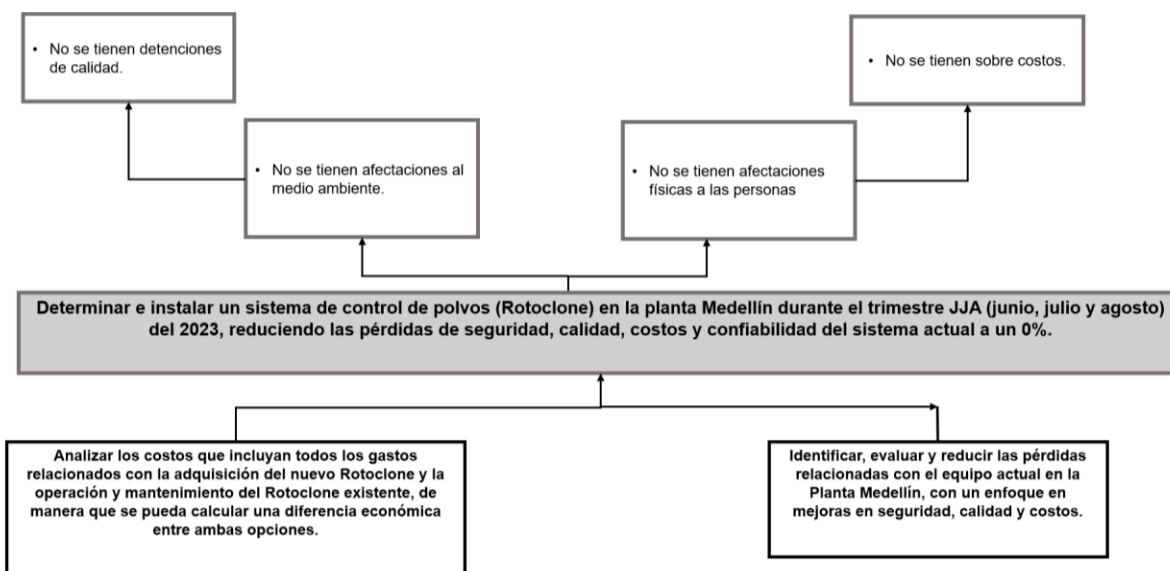 • No se tienen detenciones
de calidad.
• No se tienen sobre costos.
• No se tienen afectaciones al
medio ambiente.
• No se tienen afectaciones
físicas a las personas
Determinar e instalar un sistema de control de polvos (Rotoclone) en la planta Medellín durante el trimestre JJA (junio, julio y agosto)
del 2023, reduciendo las pérdidas de seguridad, calidad, costos y confiabilidad del sistema actual a un 0%.
Analizar los costos que incluyan todos los gastos
relacionados con la adquisición del nuevo Rotoclone y la
operación y mantenimiento del Rotoclone existente, de
manera que se pueda calcular una diferencia económica
entre ambas opciones.
Identificar, evaluar y reducir las pérdidas
relacionadas con el equipo actual en la
Planta Medellín, con un enfoque en
mejoras en seguridad, calidad y costos.